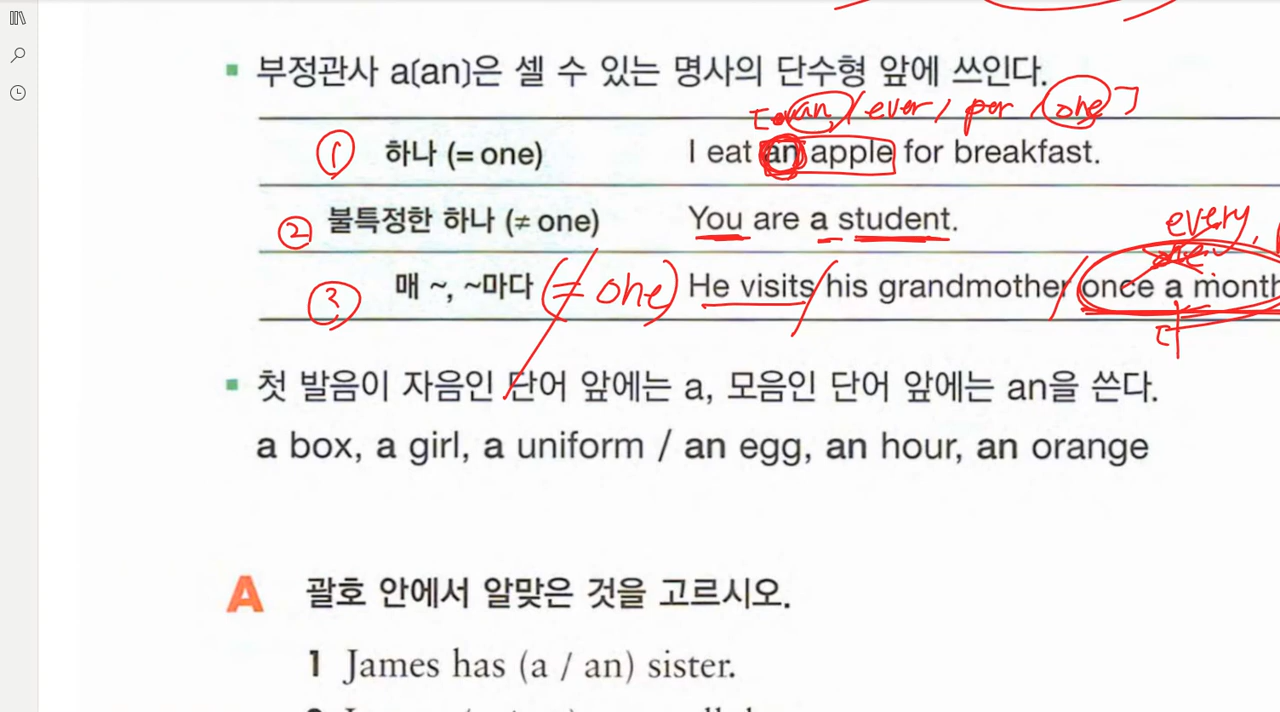 부정관사 a(an)은 셀 수 있는 명사의 단수형 앞에 쓰인다.
an / ever / per / one
① 하나 (= one) I eat an apple for breakfast.
② 불특정한 하나 (≠ one) You are a student.
every,
one
③ 매 ~, ~마다 (≠ one) He visits / his grandmother / once a month
첫 발음이 자음인 단어 앞에는 a, 모음인 단어 앞에는 an을 쓴다.
a box, a girl, a uniform / an egg, an hour, an orange
A 괄호 안에서 알맞은 것을 고르시오.
1 James has (a / an) sister.